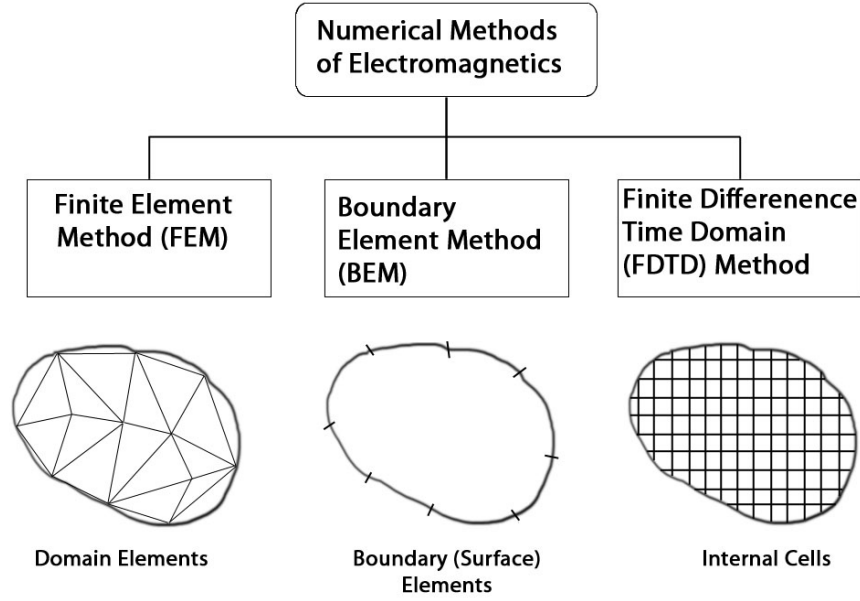 Numerical Methods
of Electromagnetics
Finite Element
Method (FEM)
Boundary
Element Method
(BEM)
Finite Differenence
Time Domain
(FDTD) Method
Domain Elements
Boundary (Surface)
Elements
Internal Cells